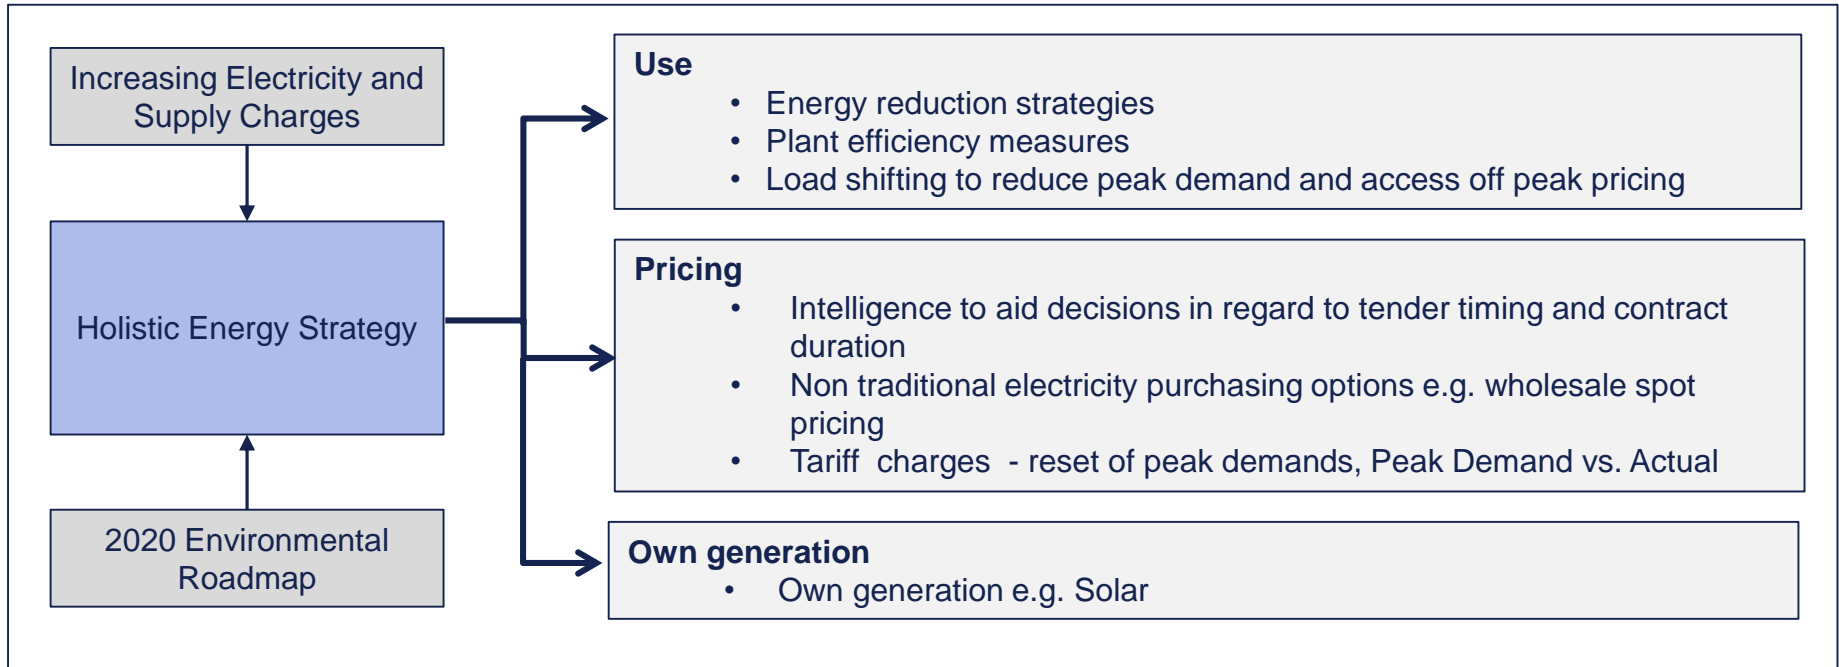 Increasing Electricity and
Supply Charges
Holistic Energy Strategy
2020 Environmental
Roadmap
Use
• Energy reduction strategies
• Plant efficiency measures
• Load shifting to reduce peak demand and access off peak pricing
Pricing
• Intelligence to aid decisions in regard to tender timing and contract
duration
• Non traditional electricity purchasing options e.g. wholesale spot
pricing
• Tariff charges - reset of peak demands, Peak Demand vs. Actual
Own generation
• Own generation e.g. Solar